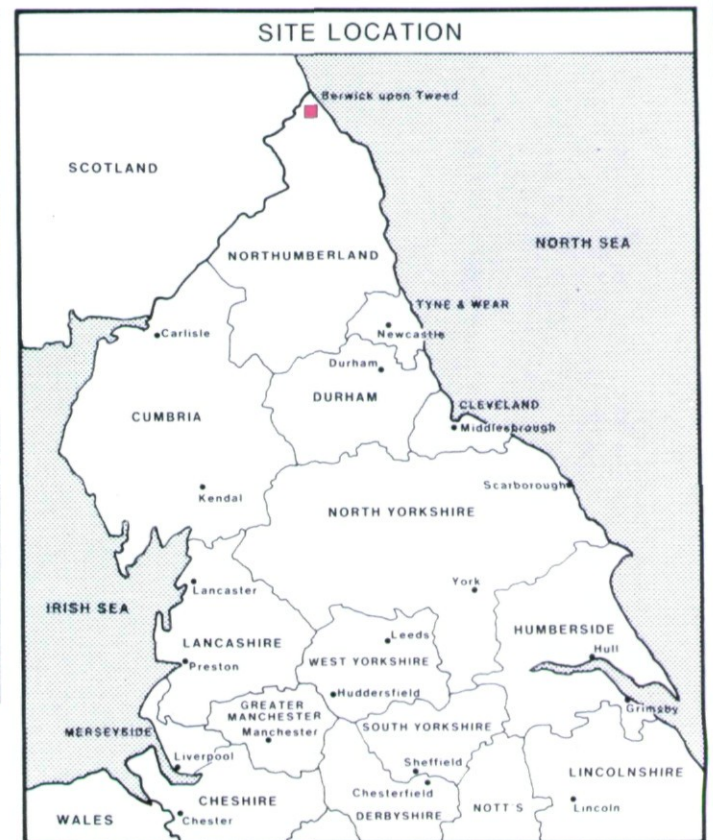 SITE LOCATION
Berwick upon Tweed
SCOTLAND
NORTH SEA
NORTHUMBERLAND
TYNE & WEAR
Carlisle
Newcastle
Durham
DURHAM
CLEVELAND
CUMBRIA
Middlesbrough
Scarborough
Kendal
NORTH YORKSHIRE
York
Lancaster
IRISH SEA
HUMBERSIDE
Leeds
LANCASHIRE
Hull
WEST YORKSHIRE
Preston
Huddersfield
GREATER
MANCHESTER
Grimsby
SOUTH YORKSHIRE
MERSEYSIDE
Manchester
Liverpool
Sheffield
LINCOLNSHIRE
Chesterfield
CHESHIRE
NOTT'S
Lincoln
DERBYSHIRE
WALES
Chester